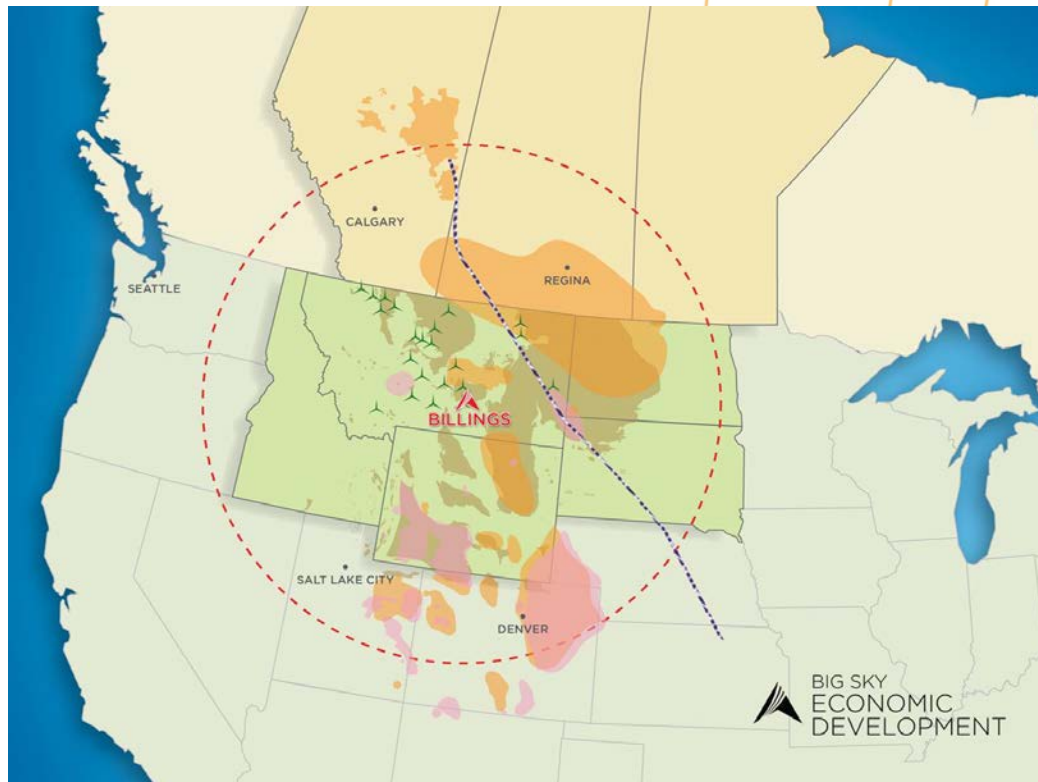 CALGARY
REGINA
SEATTLE
BILLINGS
SALT LAKE CITY
DENVER
BIG SKY
ECONOMIC
DEVELOPMENT